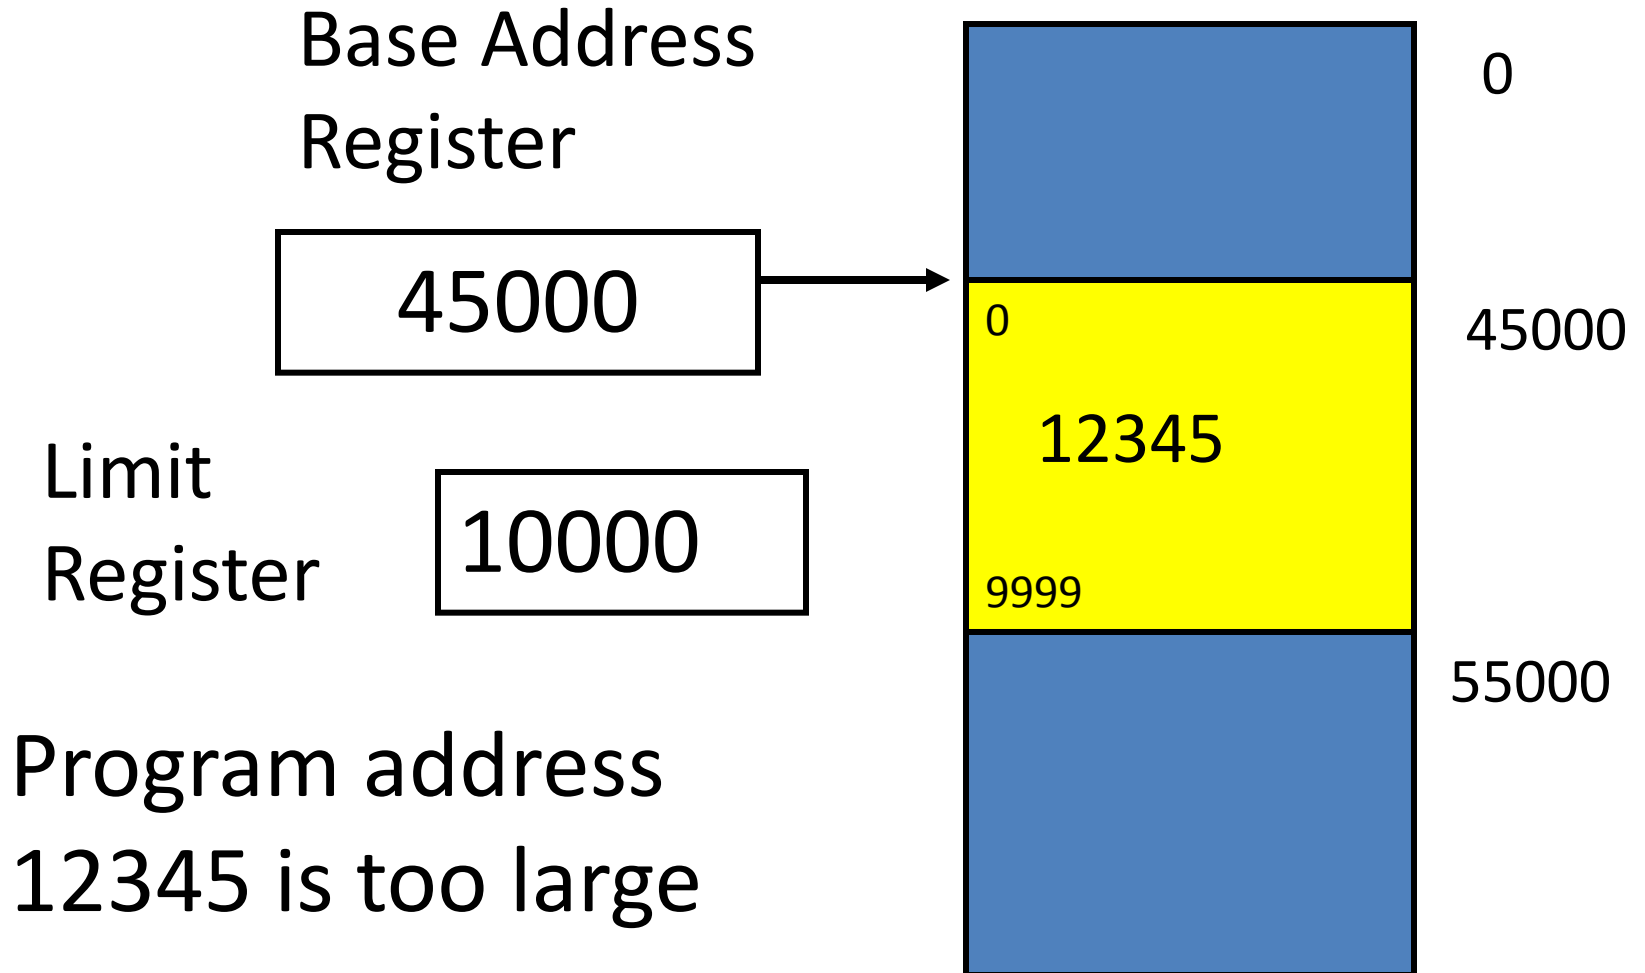 Base Address
Register
45000
Limit
Register
10000
Program address
12345 is too large
0
12345
9999
0
45000
55000